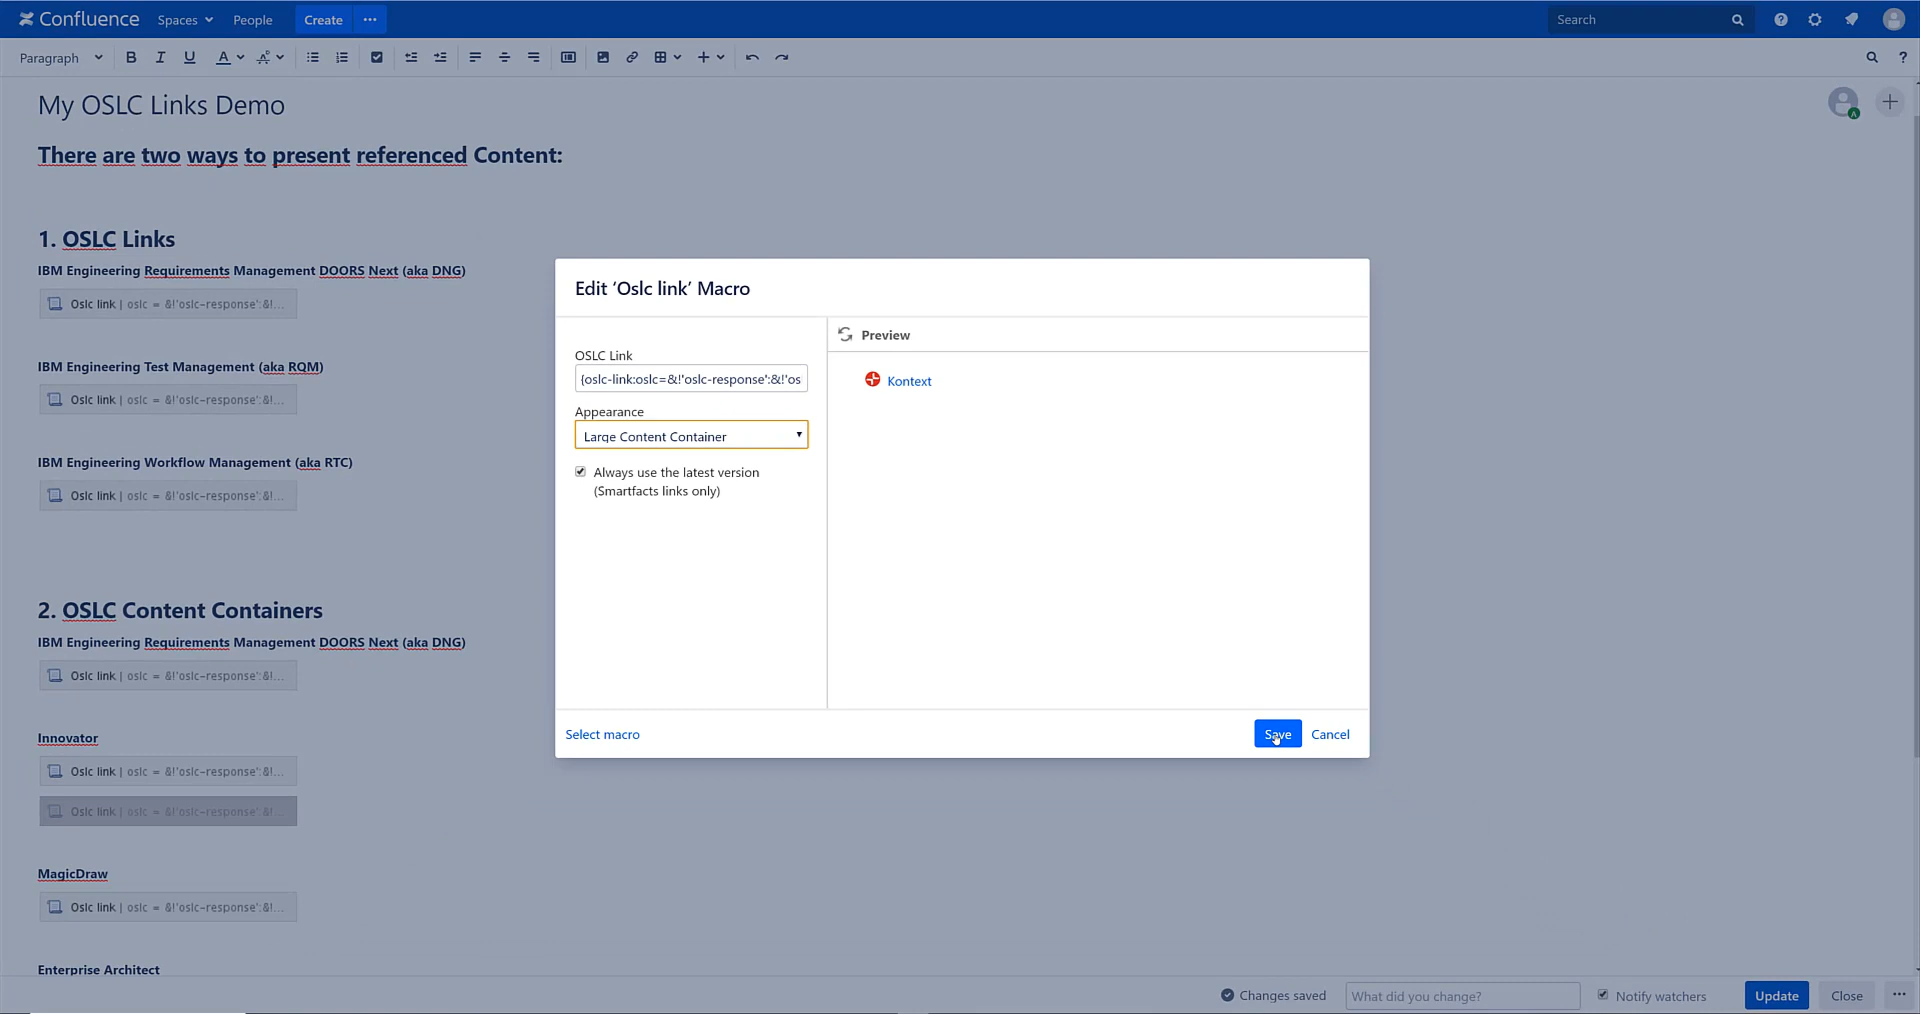 Confluence Spaces People Create ··· Search
Paragraph B I U A
?
My OSLC Links Demo
A
There are two ways to present referenced Content:
1. OSLC Links
IBM Engineering Requirements Management DOORS Next (aka DNG)
Oslc link | oslc = &!'oslc-response':&!...
IBM Engineering Test Management (aka RQM)
Oslc link | oslc = &!'oslc-response':&!...
IBM Engineering Workflow Management (aka RTC)
Oslc link | oslc = &!'oslc-response':&!...
2. OSLC Content Containers
IBM Engineering Requirements Management DOORS Next (aka DNG)
Oslc link | oslc = &!'oslc-response':&!...
Innovator
Oslc link | oslc = &!'oslc-response':&!...
Oslc link | oslc = &!'oslc-response':&!...
MagicDraw
Oslc link | oslc = &!'oslc-response':&!...
Enterprise Architect
Edit ‘Oslc link’ Macro
OSLC Link
{oslc-link:oslc=&!'oslc-response':&!'os
Appearance
Large Content Container
Always use the latest version
(Smartfacts links only)
Preview
Kontext
Select macro
Save Cancel
Changes saved What did you change? Notify watchers Update Close ···